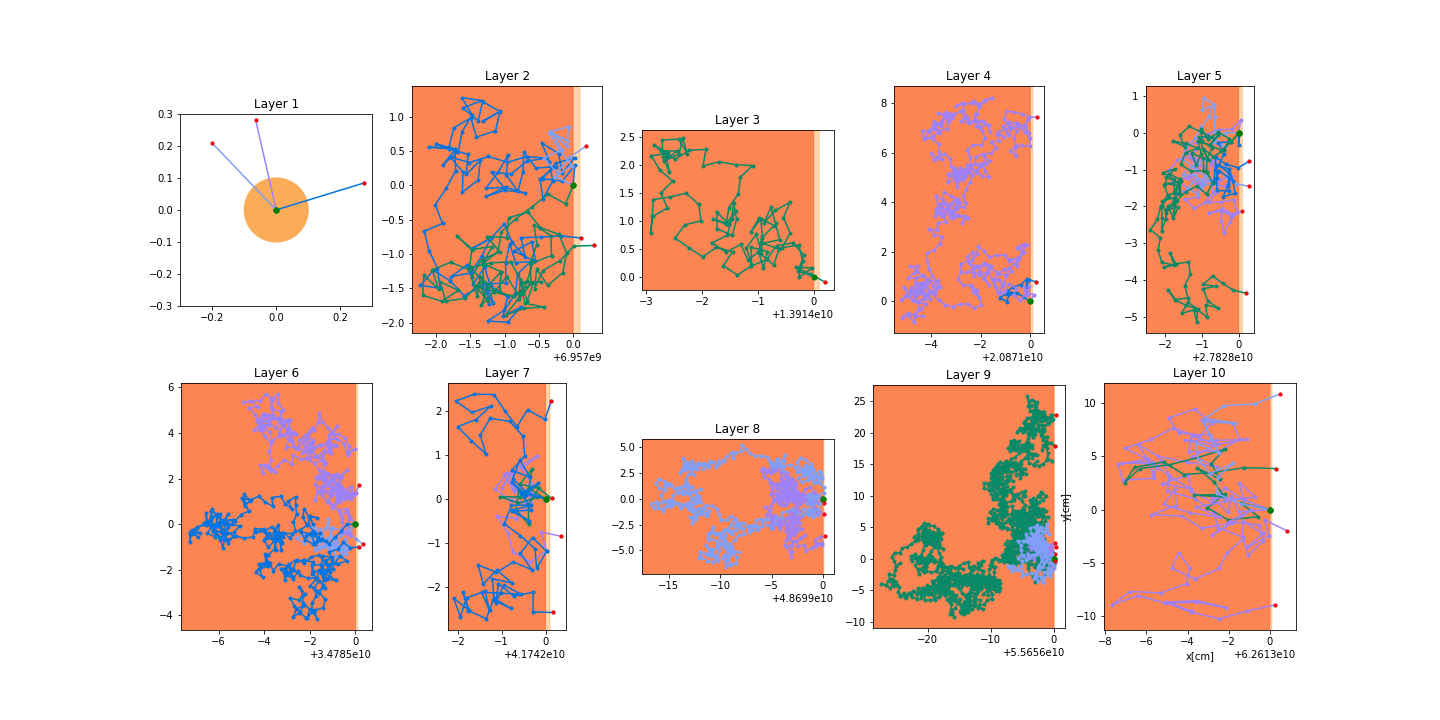 Layer 1
0.3
0.2
0.1
0.0
−0.1
−0.2
−0.3
−0.2 0.0 0.2
Layer 2
1.0
0.5
0.0
−0.5
−1.0
−1.5
−2.0
−2.0 −1.5 −1.0 −0.5 0.0
+6.957e9
Layer 3
2.5
2.0
1.5
1.0
0.5
0.0
−3 −2 −1 0
+1.3914e10
Layer 4
8
6
4
2
0
−4 −2 0
+2.0871e10
Layer 5
1
0
−1
−2
−3
−4
−5
−2 −1 0
+2.7828e10
Layer 6
6
4
2
0
−2
−4
−6 −4 −2 0
+3.4785e10
Layer 7
2
1
0
−1
−2
−2 −1 0
+4.1742e10
Layer 8
5.0
2.5
0.0
−2.5
−5.0
−15 −10 −5 0
+4.8699e10
Layer 9
25
20
15
10
5
0
−5
−10
−20 −10 0
+5.5656e10
Layer 10
y[cm]
10
5
0
−5
−10
−8 −6 −4 −2 0
x[cm] +6.2613e10